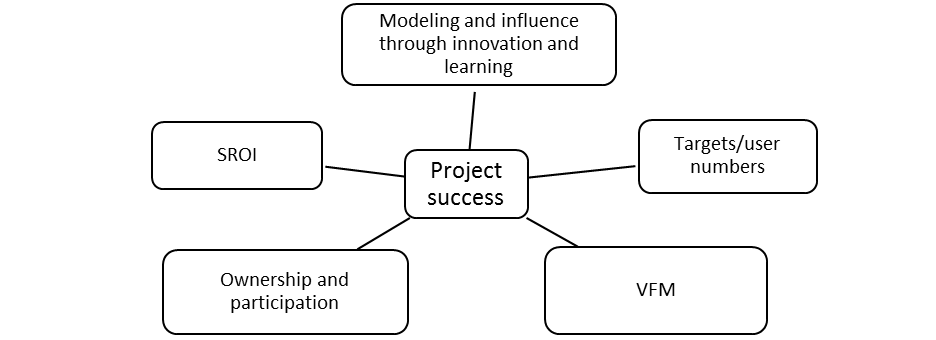 Modeling and influence
through innovation and
learning
SROI
Targets/user
numbers
Project
success
Ownership and
participation
VFM